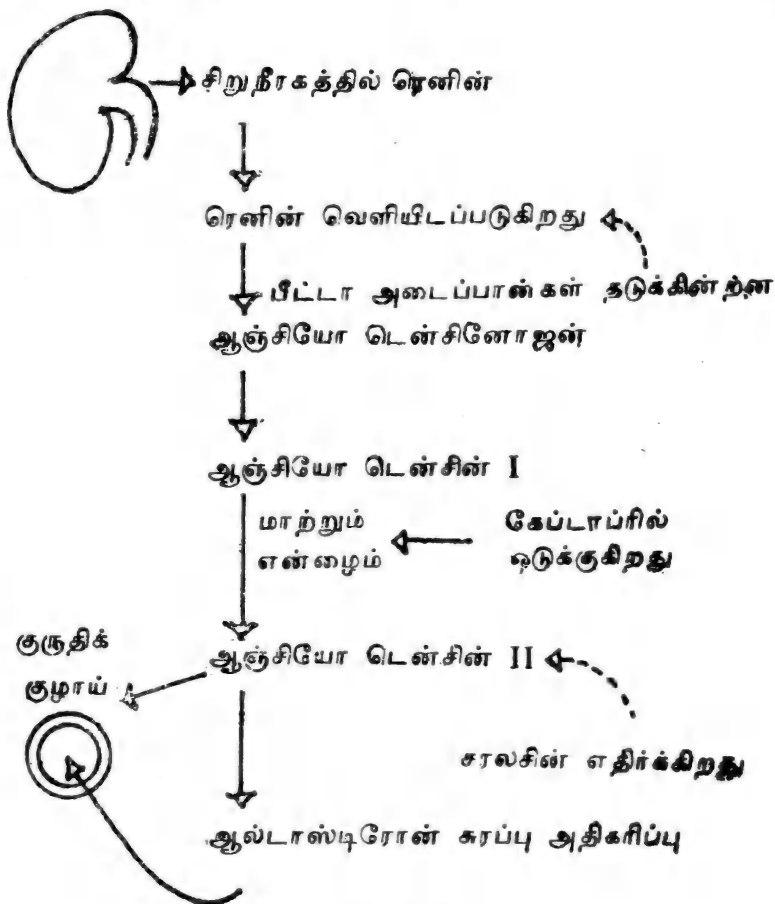 சிறுநீரகத்தில் ரெனின்
ரெனின் வெளியிடப்படுகிறது
பீட்டா அடைப்பான்கள் தடுக்கின்றன
ஆஞ்சியோ டென்சினோஜன்
ஆஞ்சியோ டென்சின் I
மாற்றும்
என்ஸைம்
கேப்டாப்ரில்
ஒடுக்குகிறது
குருதிக்
குழாய்
ஆஞ்சியோ டென்சின் II
சரலசின் எதிர்க்கிறது
ஆல்டாஸ்டிரோன் சுரப்பு அதிகரிப்பு